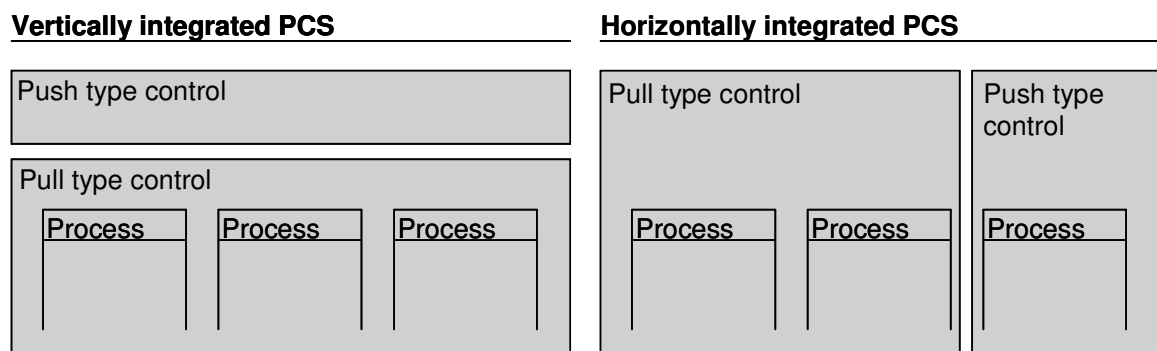 Vertically integrated PCS
Push type control
Pull type control
Process
Process
Process
Horizontally integrated PCS
Pull type control
Process
Process
Push type
control
Process